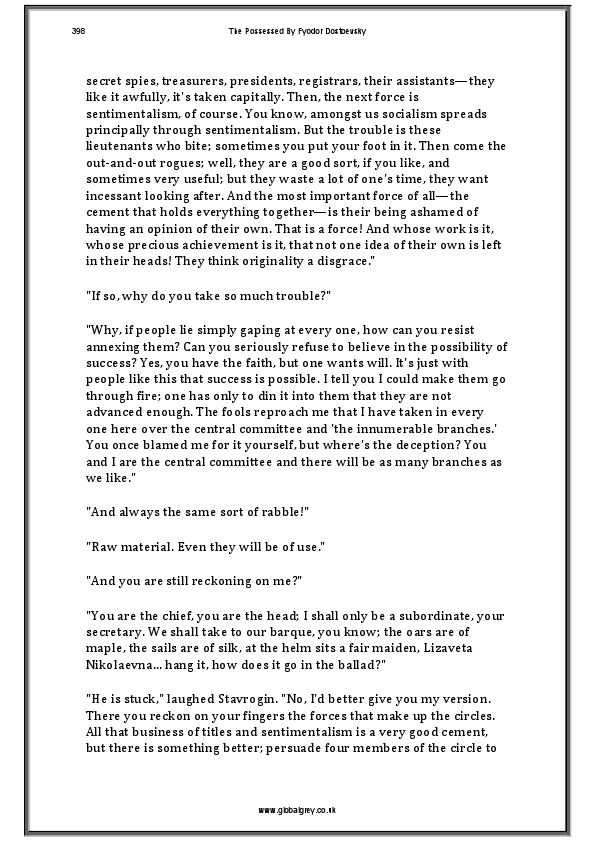 398
The Possessed By Fyodor Dostoevsky
secret spies, treasurers, presidents, registrars, their assistants—they
like it awfully, it's taken capitally. Then, the next force is
sentimentalism, of course. You know, amongst us socialism spreads
principally through sentimentalism. But the trouble is these
lieutenants who bite; sometimes you put your foot in it. Then come the
out-and-out rogues; well, they are a good sort, if you like, and
sometimes very useful; but they waste a lot of one's time, they want
incessant looking after. And the most important force of all—the
cement that holds everything together—is their being ashamed of
having an opinion of their own. That is a force! And whose work is it,
whose precious achievement is it, that not one idea of their own is left
in their heads! They think originality a disgrace."
"If so, why do you take so much trouble?"
"Why, if people lie simply gaping at every one, how can you resist
annexing them? Can you seriously refuse to believe in the possibility of
success? Yes, you have the faith, but one wants will. It's just with
people like this that success is possible. I tell you I could make them go
through fire; one has only to din it into them that they are not
advanced enough. The fools reproach me that I have taken in every
one here over the central committee and 'the innumerable branches.'
You once blamed me for it yourself, but where's the deception? You
and I are the central committee and there will be as many branches as
we like."
"And always the same sort of rabble!"
"Raw material. Even they will be of use."
"And you are still reckoning on me?"
"You are the chief, you are the head; I shall only be a subordinate, your
secretary. We shall take to our barque, you know; the oars are of
maple, the sails are of silk, at the helm sits a fair maiden, Lizaveta
Nikolaevna... hang it, how does it go in the ballad?"
"He is stuck," laughed Stavrogin. "No, I'd better give you my version.
There you reckon on your fingers the forces that make up the circles.
All that business of titles and sentimentalism is a very good cement,
but there is something better; persuade four members of the circle to
www.globalgrey.co.uk